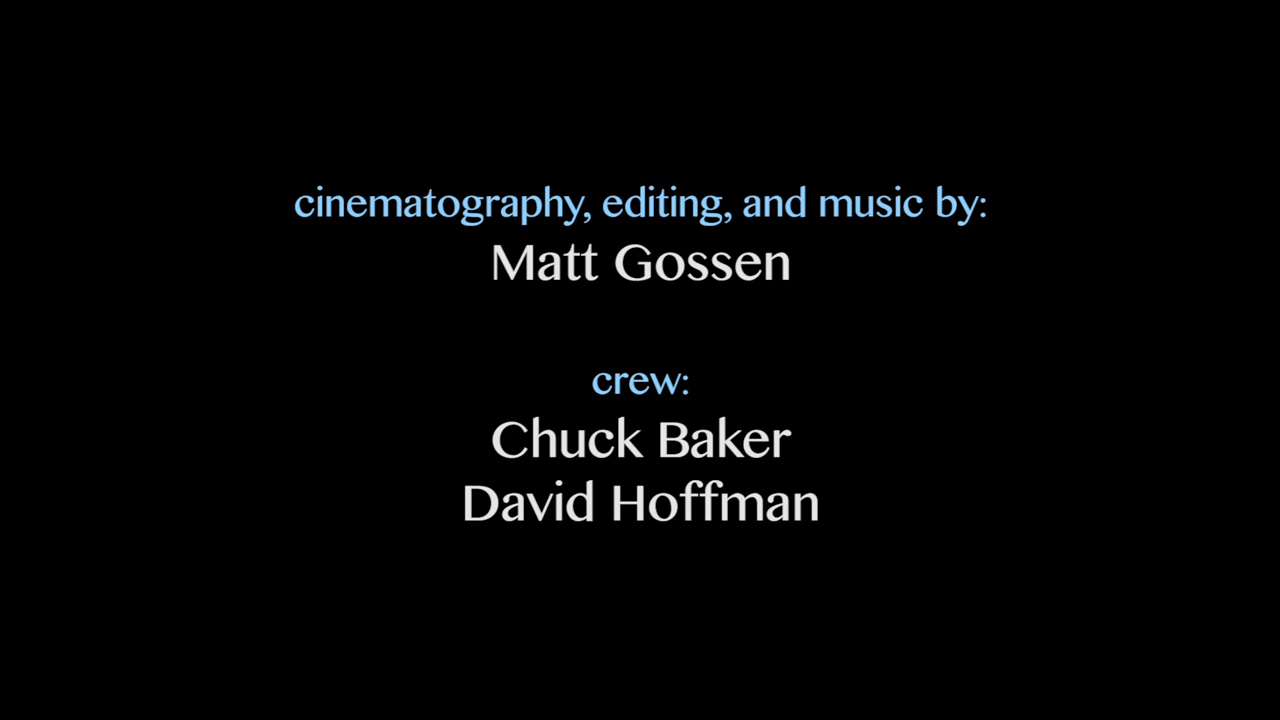 cinematography, editing, and music by:
Matt Gossen
crew:
Chuck Baker
David Hoffman